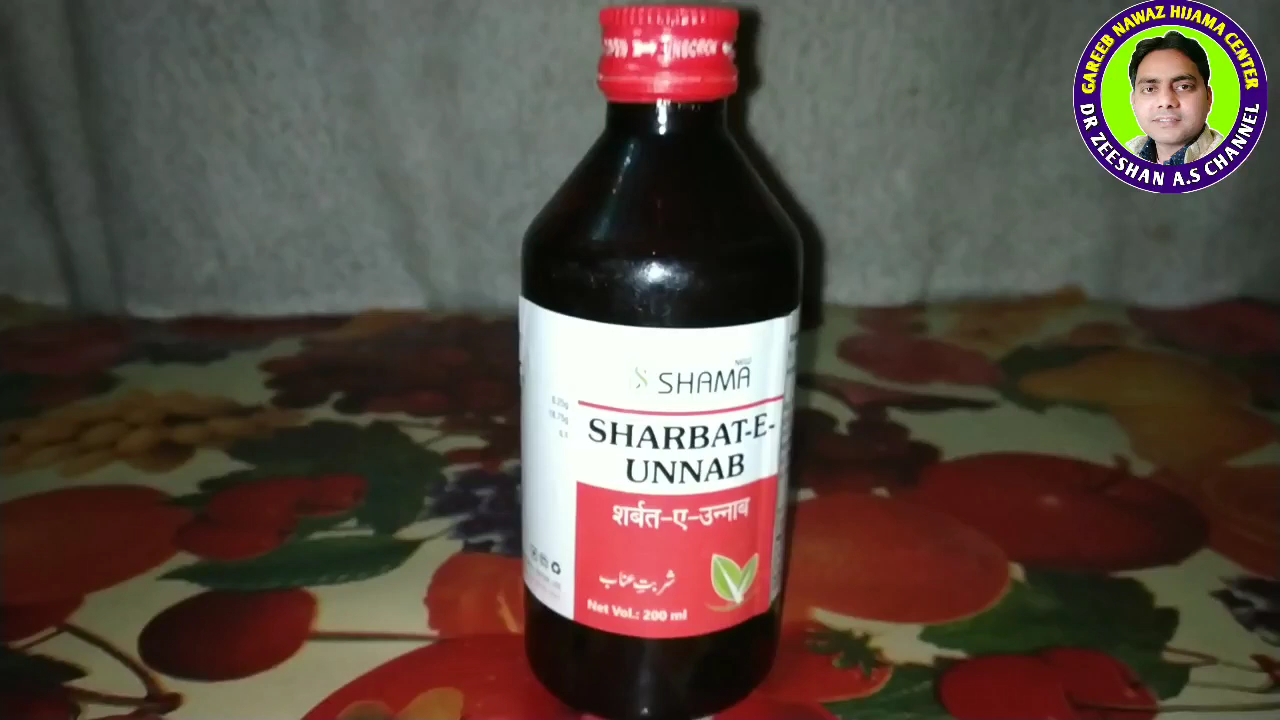 GAREEB NAWAZ HIJAMA CENTER
DR ZEESHAN A.S CHANNEL
NEW
SHAMA
SHARBAT-E-
UNNAB
शर्बत-ए-उन्नाब
شربتِ عناب
Net Vol.: 200 ml